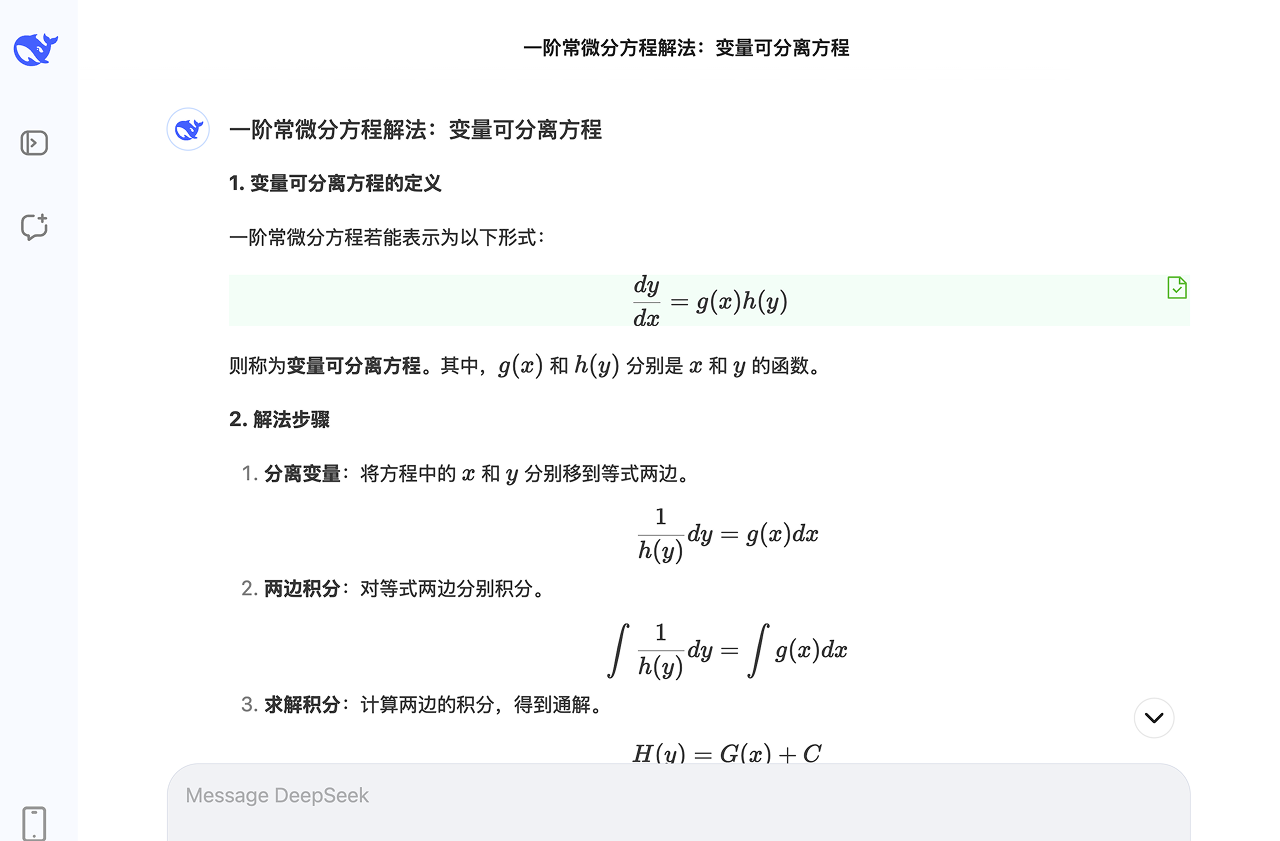 一阶常微分方程解法：变量可分离方程
一阶常微分方程解法：变量可分离方程
1. 变量可分离方程的定义
一阶常微分方程若能表示为以下形式：
dy/dx = g(x)h(y)
则称为变量可分离方程。其中，g(x) 和 h(y) 分别是 x 和 y 的函数。
2. 解法步骤
1. 分离变量：将方程中的 x 和 y 分别移到等式两边。
1/h(y) dy = g(x)dx
2. 两边积分：对等式两边分别积分。
∫ 1/h(y) dy = ∫ g(x)dx
3. 求解积分：计算两边的积分，得到通解。
H(y) = G(x) + C
Message DeepSeek